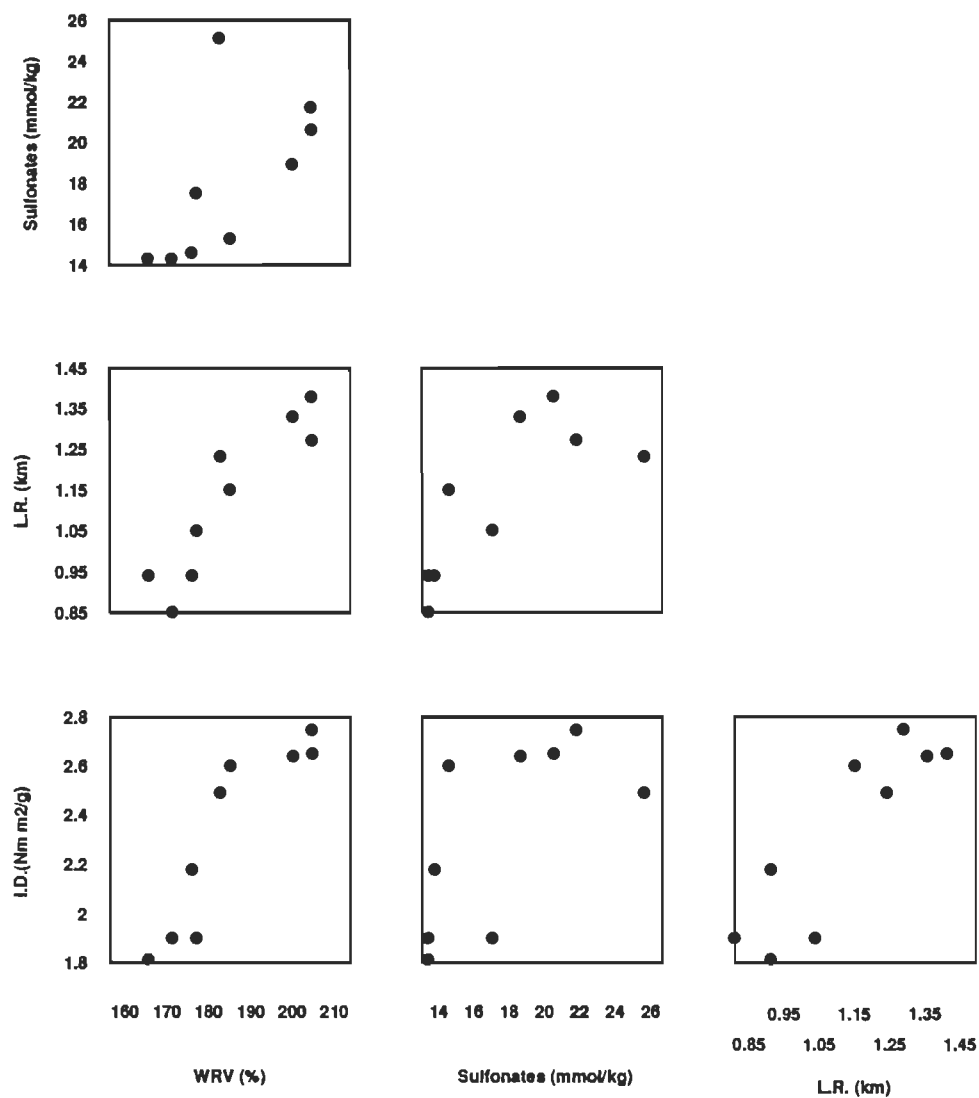 26
24
22
20
18
16
14
Sulfonates (mmol/kg)
1.45
1.35
1.25
1.15
1.05
0.95
0.85
L.R. (km)
2.8
2.6
2.4
2.2
2
1.8
I.D.(Nm m2/g)
160 170 180 190 200 210
14 16 18 20 22 24 26
0.95 1.15 1.35
0.85 1.05 1.25 1.45
WRV (%)
Sulfonates (mmol/kg)
L.R. (km)